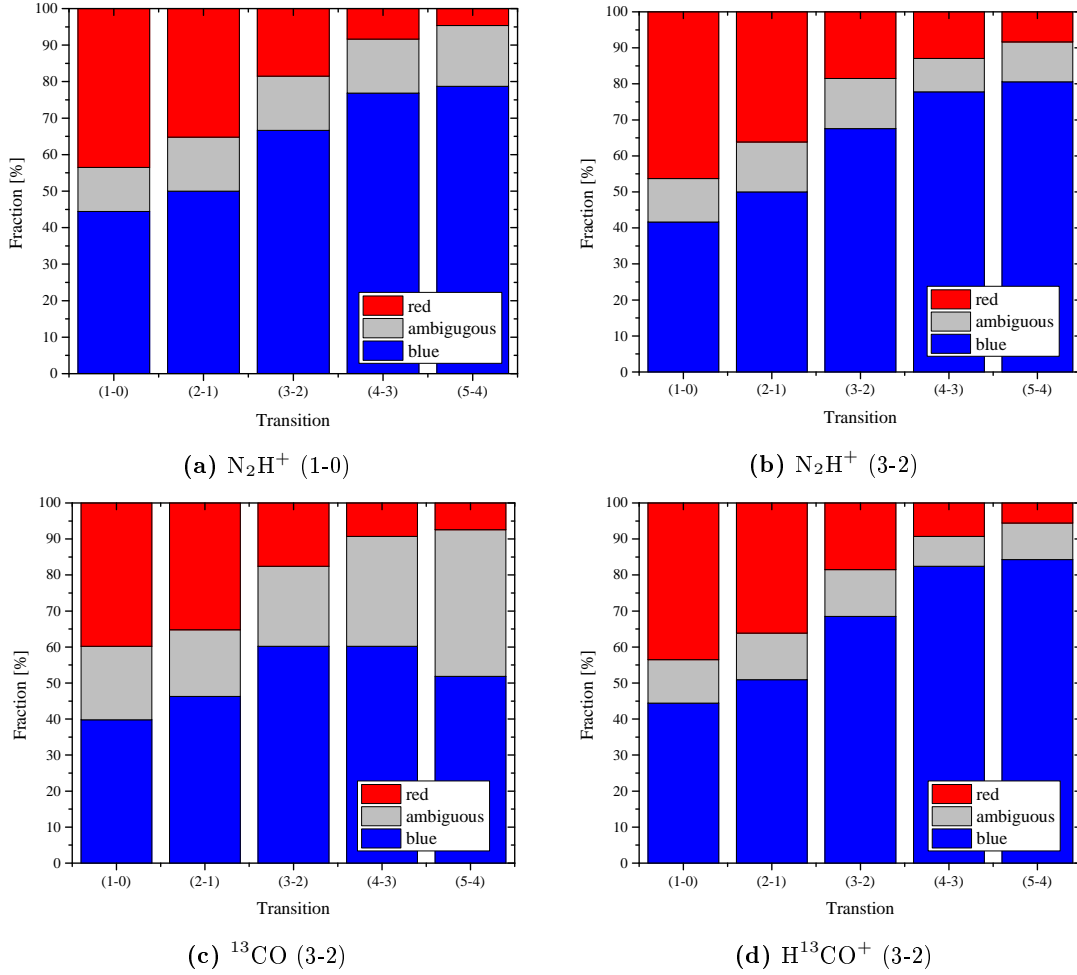 100
90
80
70
60
50
40
30
20
10
0
Fraction [%]
red
ambigugous
blue
(1-0) (2-1) (3-2) (4-3) (5-4)
Transition
(a) N₂H⁺ (1-0)
100
90
80
70
60
50
40
30
20
10
0
Fraction [%]
red
ambiguous
blue
(1-0) (2-1) (3-2) (4-3) (5-4)
Transition
(b) N₂H⁺ (3-2)
100
90
80
70
60
50
40
30
20
10
0
Fraction [%]
red
ambiguous
blue
(1-0) (2-1) (3-2) (4-3) (5-4)
Transition
(c) ¹³CO (3-2)
100
90
80
70
60
50
40
30
20
10
0
Fraction [%]
red
ambiguous
blue
(1-0) (2-1) (3-2) (4-3) (5-4)
Transtion
(d) H¹³CO⁺ (3-2)